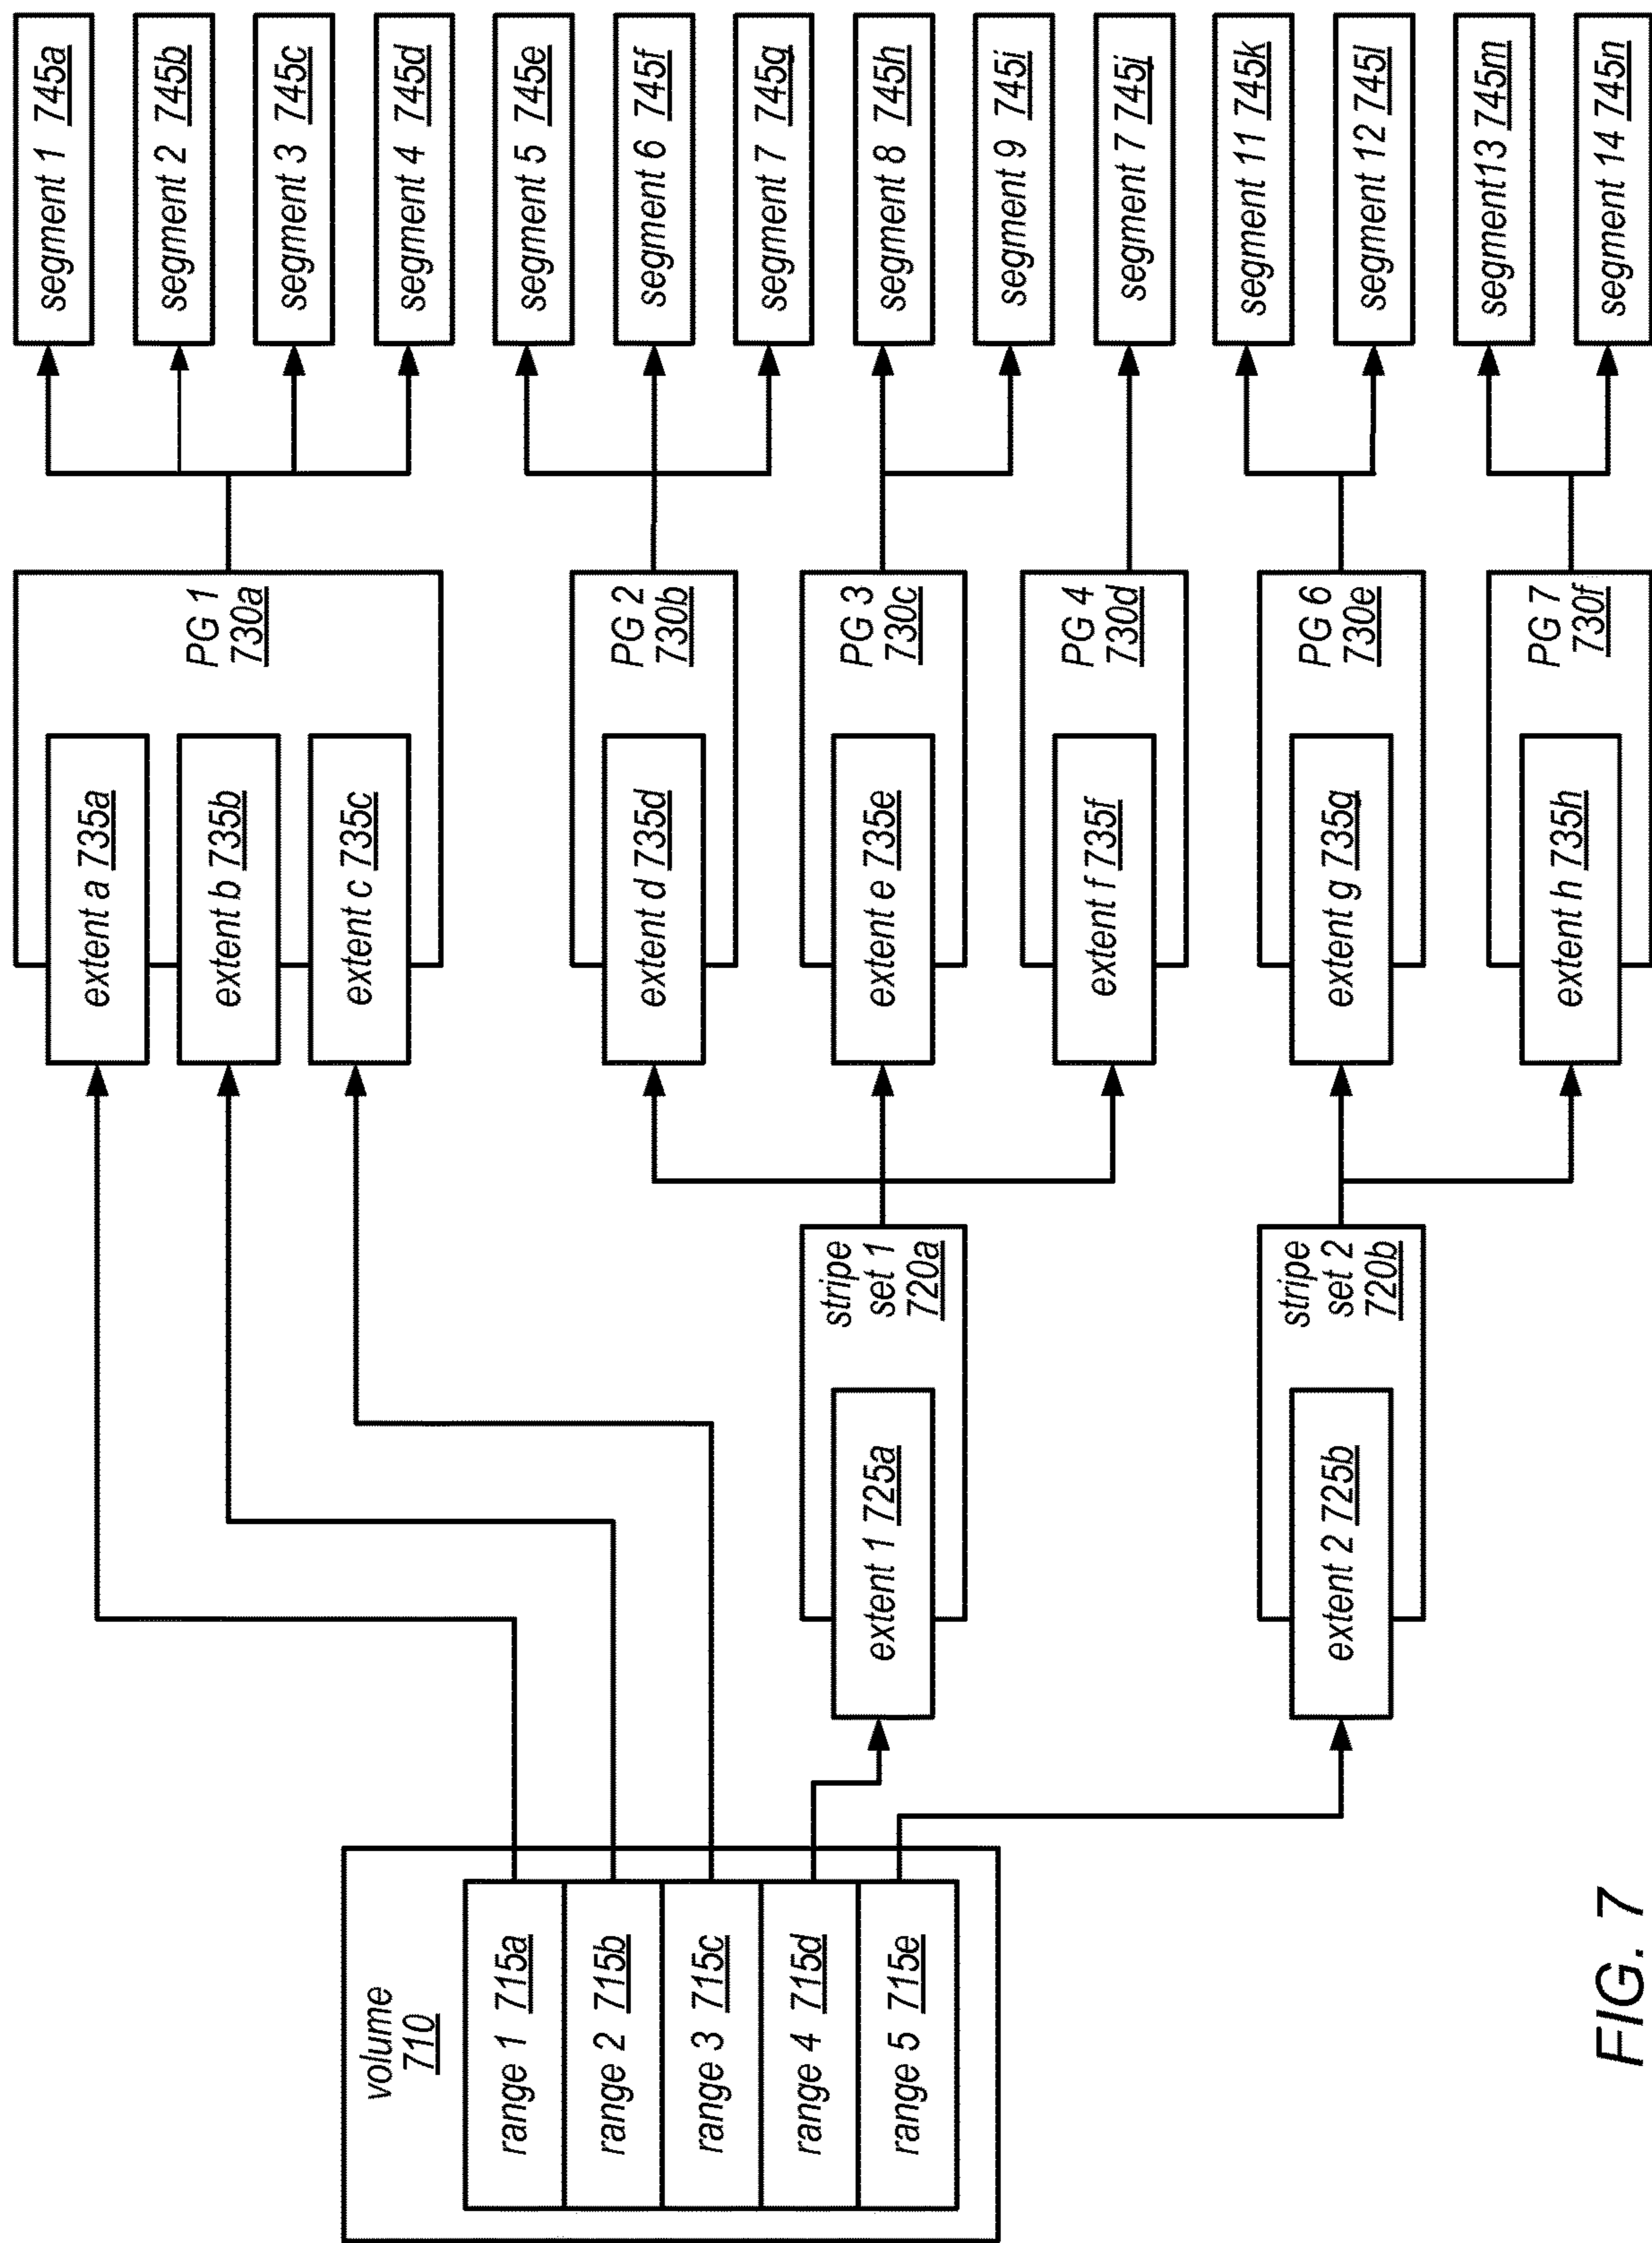 volume
710
range 1 715a
range 2 715b
range 3 715c
range 4 715d
range 5 715e
extent 1 725a
stripe
set 1
720a
extent 2 725b
stripe
set 2
720b
extent a 735a
extent b 735b
extent c 735c
PG 1
730a
extent d 735d
PG 2
730b
extent e 735e
PG 3
730c
extent f 735f
PG 4
730d
extent g 735g
PG 6
730e
extent h 735h
PG 7
730f
segment 1 745a
segment 2 745b
segment 3 745c
segment 4 745d
segment 5 745e
segment 6 745f
segment 7 745g
segment 8 745h
segment 9 745i
segment 7 745j
segment 11 745k
segment 12 745l
segment13 745m
segment 14 745n
FIG. 7